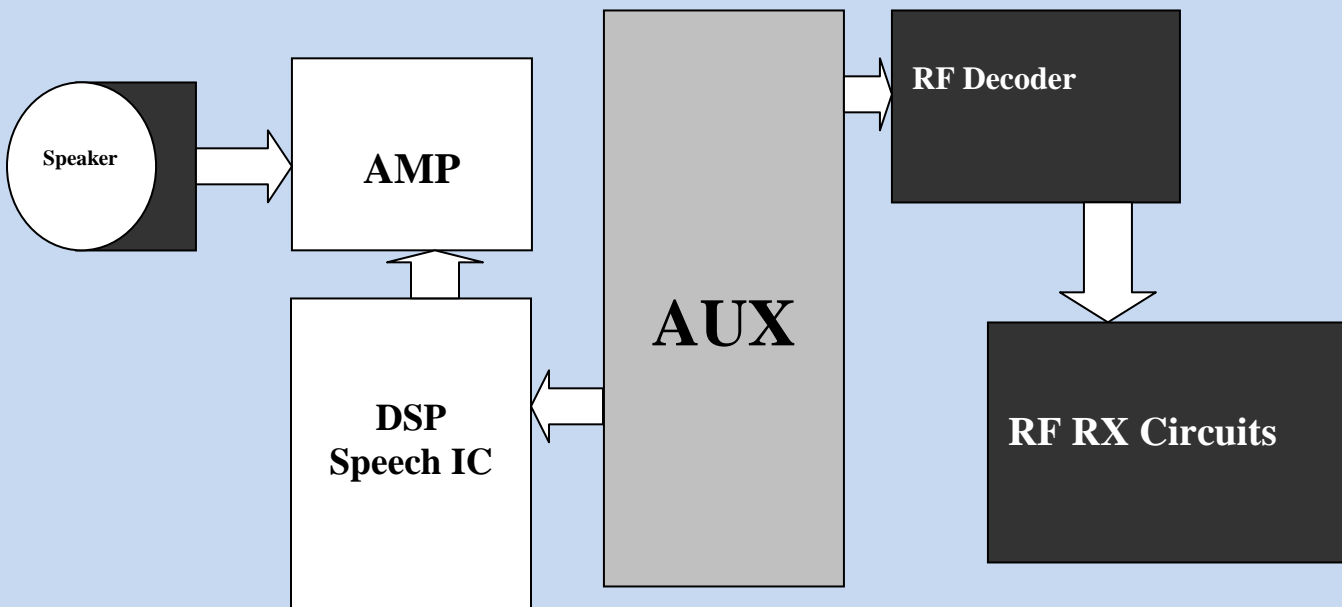 Speaker
AMP
DSP
Speech IC
AUX
RF Decoder
RF RX Circuits